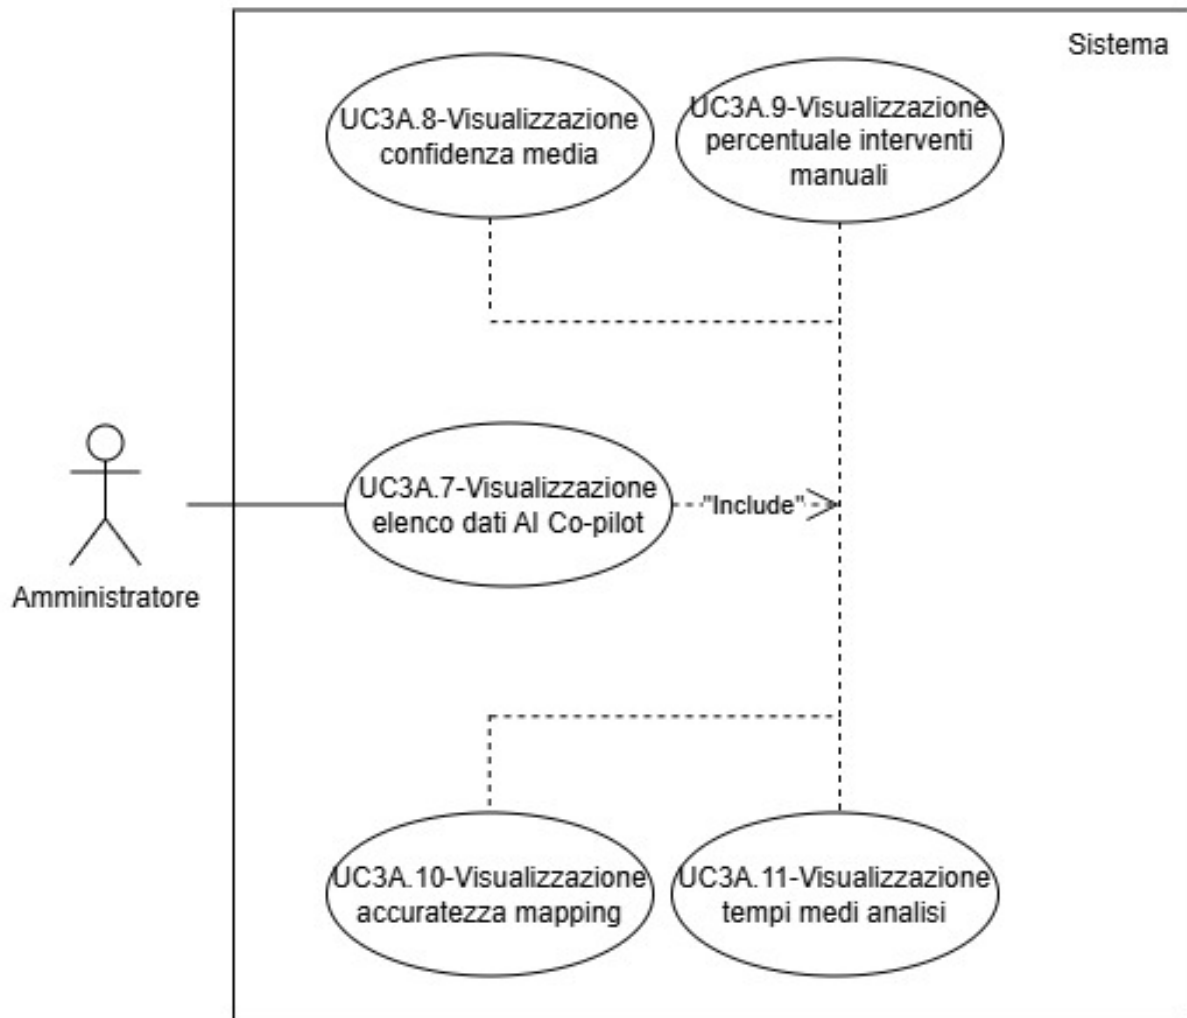 Sistema
UC3A.8-Visualizzazione
confidenza media
UC3A.9-Visualizzazione
percentuale interventi
manuali
UC3A.7-Visualizzazione
elenco dati AI Co-pilot
"Include"
Amministratore
UC3A.10-Visualizzazione
accuratezza mapping
UC3A.11-Visualizzazione
tempi medi analisi